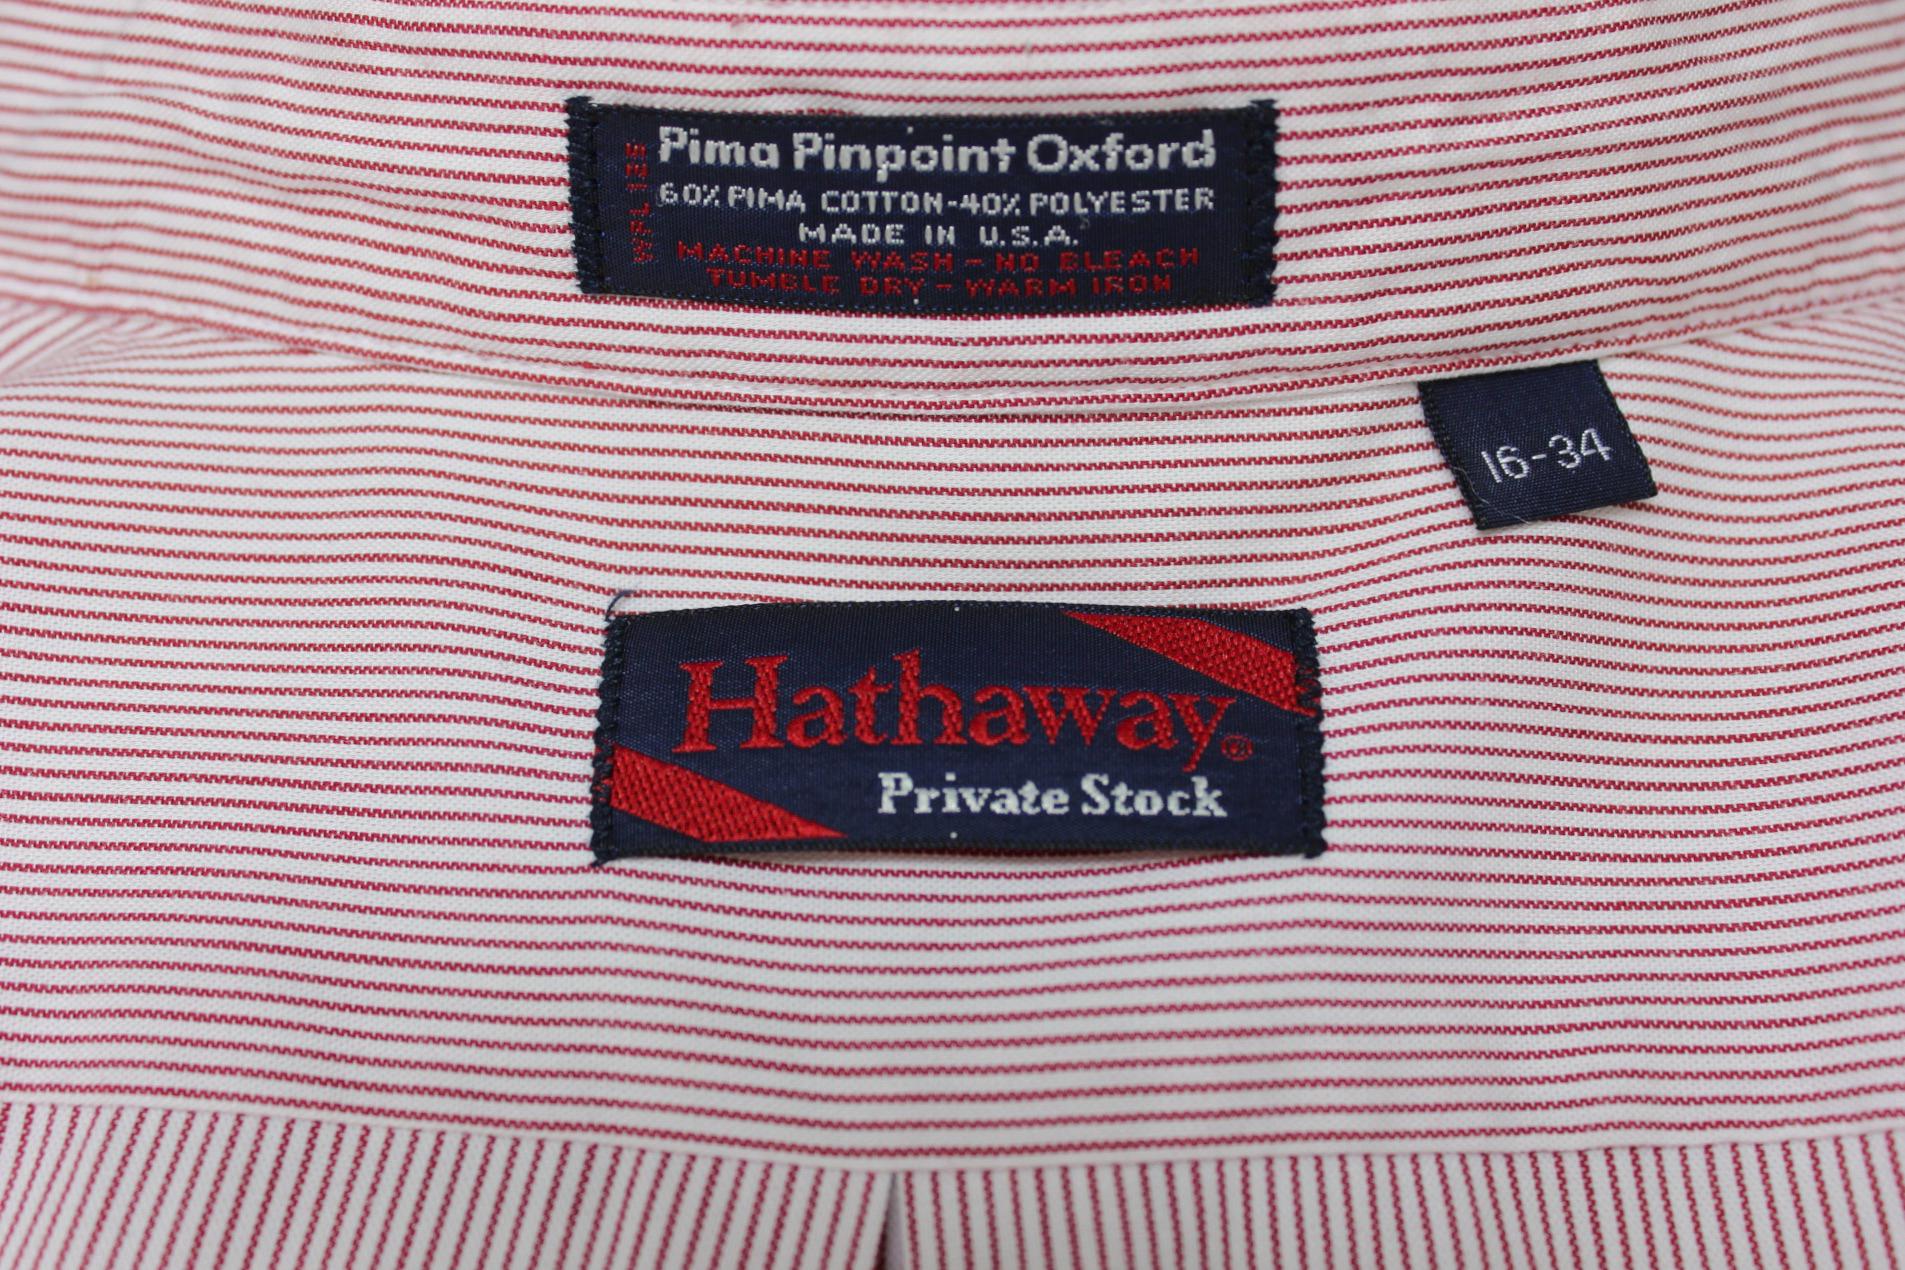 Pima Pinpoint Oxford
60% PIMA COTTON-40% POLYESTER
MADE IN U.S.A.
MACHINE WASH - NO BLEACH
TUMBLE DRY - WARM IRON
16-34
Hathaway®
Private Stock